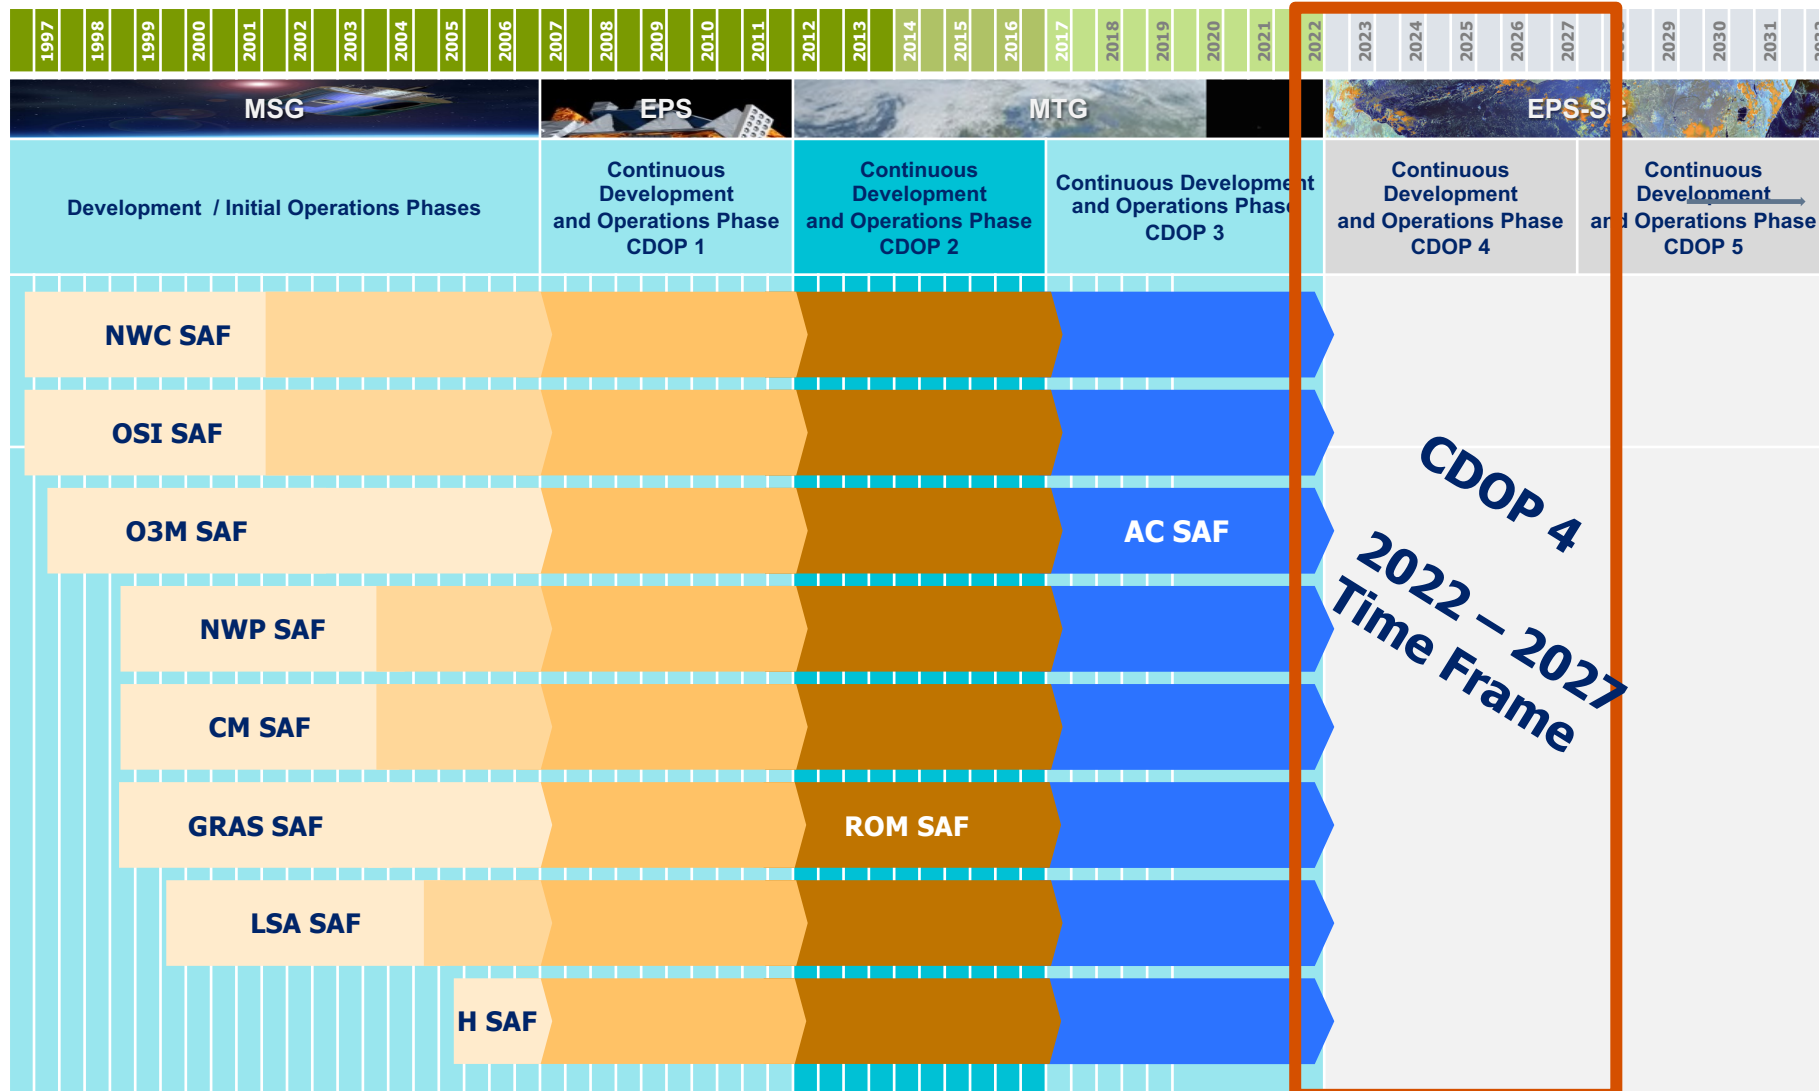 1997 1998 1999 2000 2001 2002 2003 2004 2005 2006 2007 2008 2009 2010 2011 2012 2013 2014 2015 2016 2017 2018 2019 2020 2021 2022 2023 2024 2025 2026 2027 2029 2030 2031
MSG EPS MTG EPS-SG
Development / Initial Operations Phases
Continuous
Development
and Operations Phase
CDOP 1
Continuous
Development
and Operations Phase
CDOP 2
Continuous Development
and Operations Phase
CDOP 3
Continuous
Development
and Operations Phase
CDOP 4
Continuous
Development
and Operations Phase
CDOP 5
NWC SAF
OSI SAF
O3M SAF AC SAF
NWP SAF
CM SAF
GRAS SAF ROM SAF
LSA SAF
H SAF
CDOP 4
2022 – 2027
Time Frame